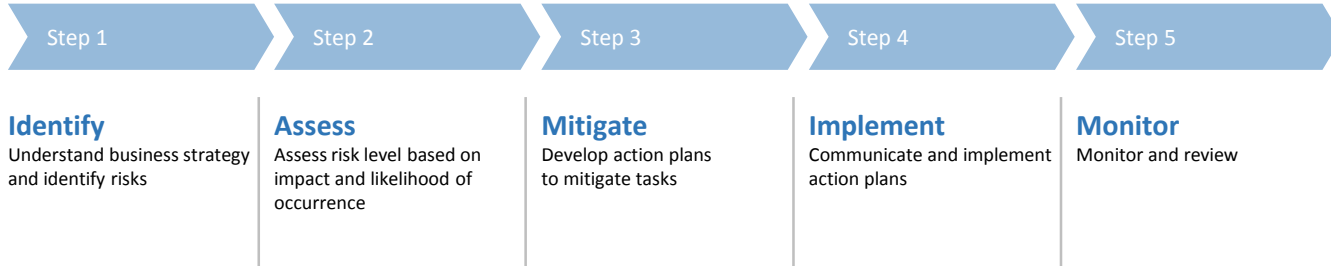 Step 1
Step 2
Step 3
Step 4
Step 5
Identify
Understand business strategy
and identify risks
Assess
Assess risk level based on
impact and likelihood of
occurrence
Mitigate
Develop action plans
to mitigate tasks
Implement
Communicate and implement
action plans
Monitor
Monitor and review